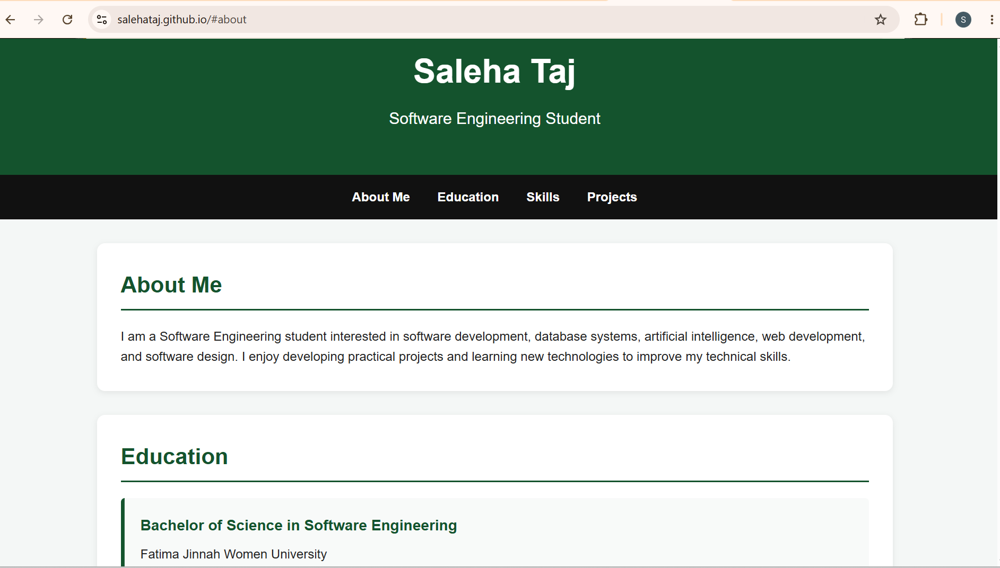 salehataj.github.io/#about
S
Saleha Taj
Software Engineering Student
About Me Education Skills Projects
About Me
I am a Software Engineering student interested in software development, database systems, artificial intelligence, web development,
and software design. I enjoy developing practical projects and learning new technologies to improve my technical skills.
Education
Bachelor of Science in Software Engineering
Fatima Jinnah Women University